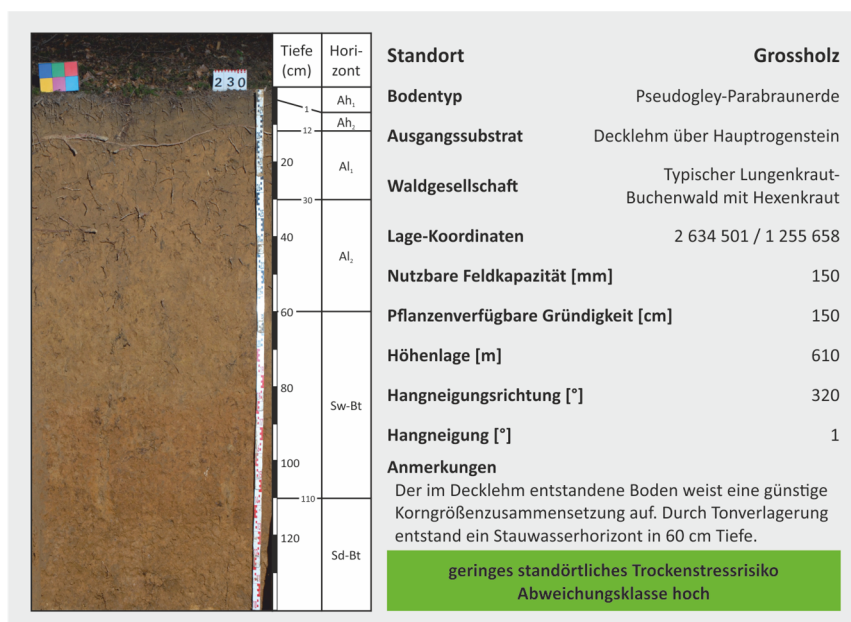 Tiefe
(cm)
Hori-
zont
230
Ah1
1
Ah2
12
20
Al1
30
40
Al2
60
80
Sw-Bt
100
110
120
Sd-Bt
Standort Grossholz
Bodentyp Pseudogley-Parabraunerde
Ausgangssubstrat Decklehm über Hauptrogenstein
Waldgesellschaft Typischer Lungenkraut-
Buchenwald mit Hexenkraut
Lage-Koordinaten 2 634 501 / 1 255 658
Nutzbare Feldkapazität [mm] 150
Pflanzenverfügbare Gründigkeit [cm] 150
Höhenlage [m] 610
Hangneigungsrichtung [°] 320
Hangneigung [°] 1
Anmerkungen
Der im Decklehm entstandene Boden weist eine günstige
Korngrößenzusammensetzung auf. Durch Tonverlagerung
entstand ein Stauwasserhorizont in 60 cm Tiefe.
geringes standörtliches Trockenstressrisiko
Abweichungsklasse hoch